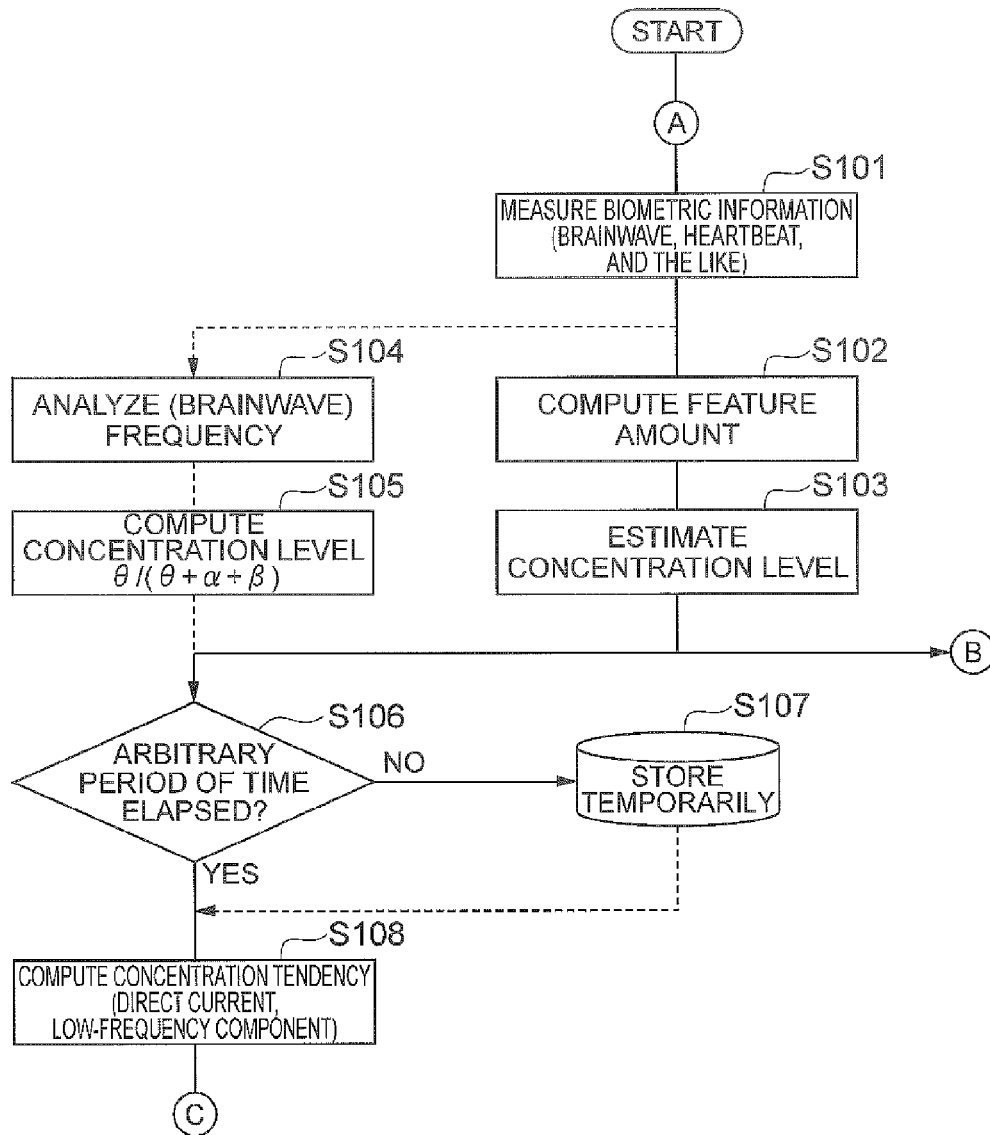 START
A
S101
MEASURE BIOMETRIC INFORMATION
(BRAINWAVE, HEARTBEAT,
AND THE LIKE)
S104
ANALYZE (BRAINWAVE)
FREQUENCY
S102
COMPUTE FEATURE
AMOUNT
S105
COMPUTE
CONCENTRATION LEVEL
θ /( θ + α ÷ β )
S103
ESTIMATE
CONCENTRATION LEVEL
B
S106
ARBITRARY
PERIOD OF TIME
ELAPSED?
NO
S107
STORE
TEMPORARILY
YES
S108
COMPUTE CONCENTRATION TENDENCY
(DIRECT CURRENT,
LOW-FREQUENCY COMPONENT)
C